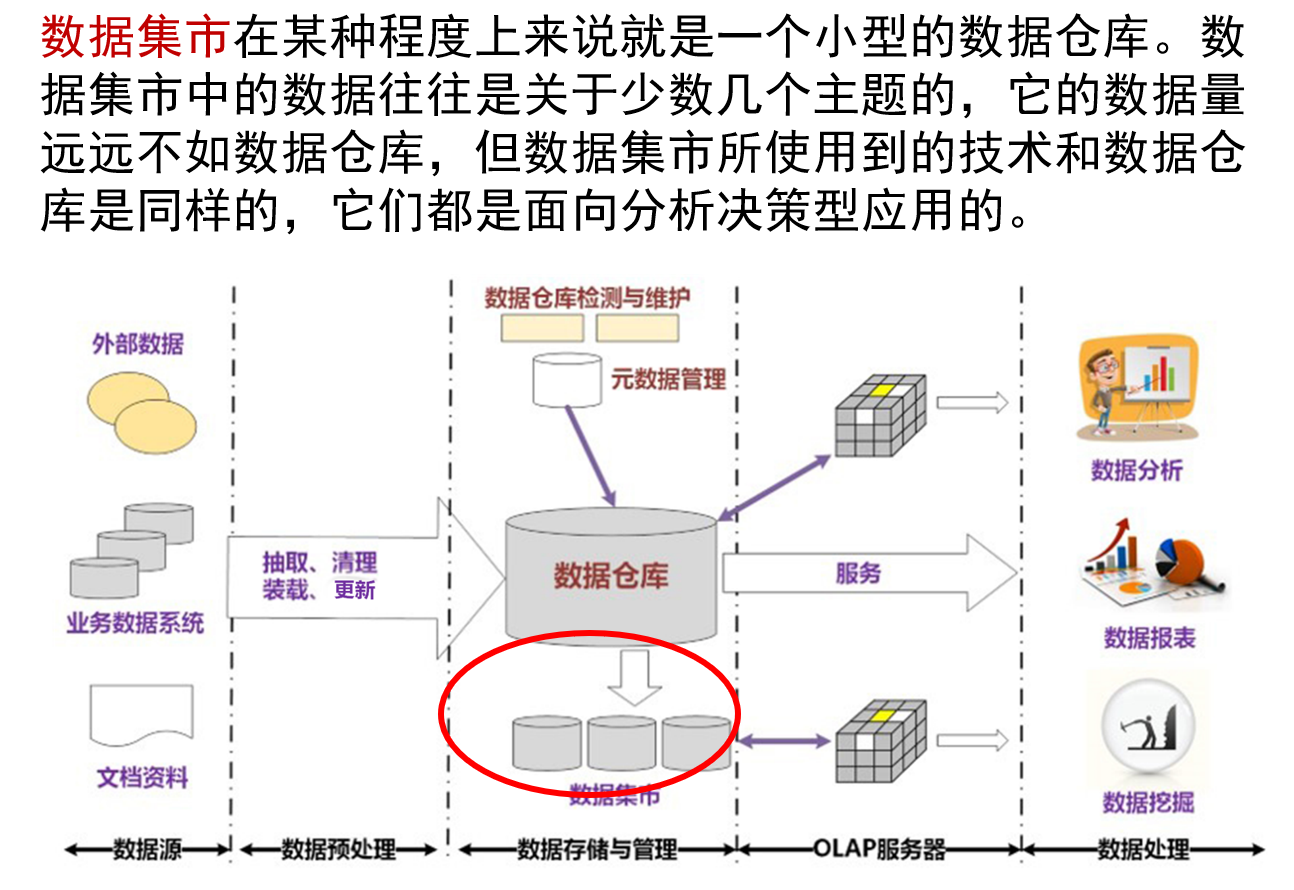 数据集市在某种程度上来说就是一个小型的数据仓库。数
据集市中的数据往往是关于少数几个主题的，它的数据量
远远不如数据仓库，但数据集市所使用到的技术和数据仓
库是同样的，它们都是面向分析决策型应用的。
数据仓库检测与维护
外部数据
元数据管理
数据分析
抽取、清理
装载、更新
数据仓库
服务
业务数据系统
数据报表
文档资料
数据集市
数据挖掘
数据源
数据预处理
数据存储与管理
OLAP服务器
数据处理